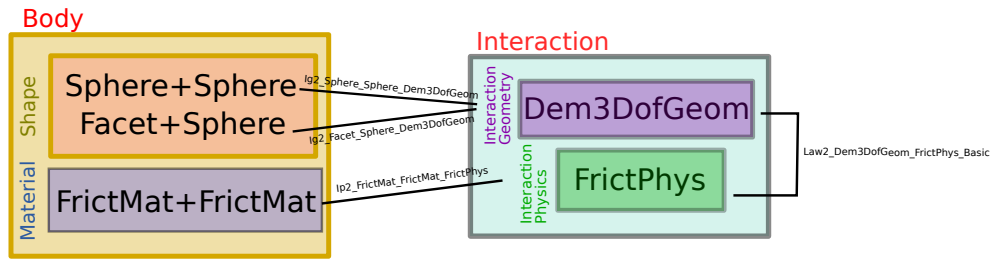 Body
Shape
Sphere+Sphere
Facet+Sphere
Material
FrictMat+FrictMat
Ig2_Sphere_Sphere_Dem3DofGeom
Ig2_Facet_Sphere_Dem3DofGeom
Ip2_FrictMat_FrictMat_FrictPhys
Interaction
Interaction
Geometry
Dem3DofGeom
Interaction
Physics
FrictPhys
Law2_Dem3DofGeom_FrictPhys_Basic